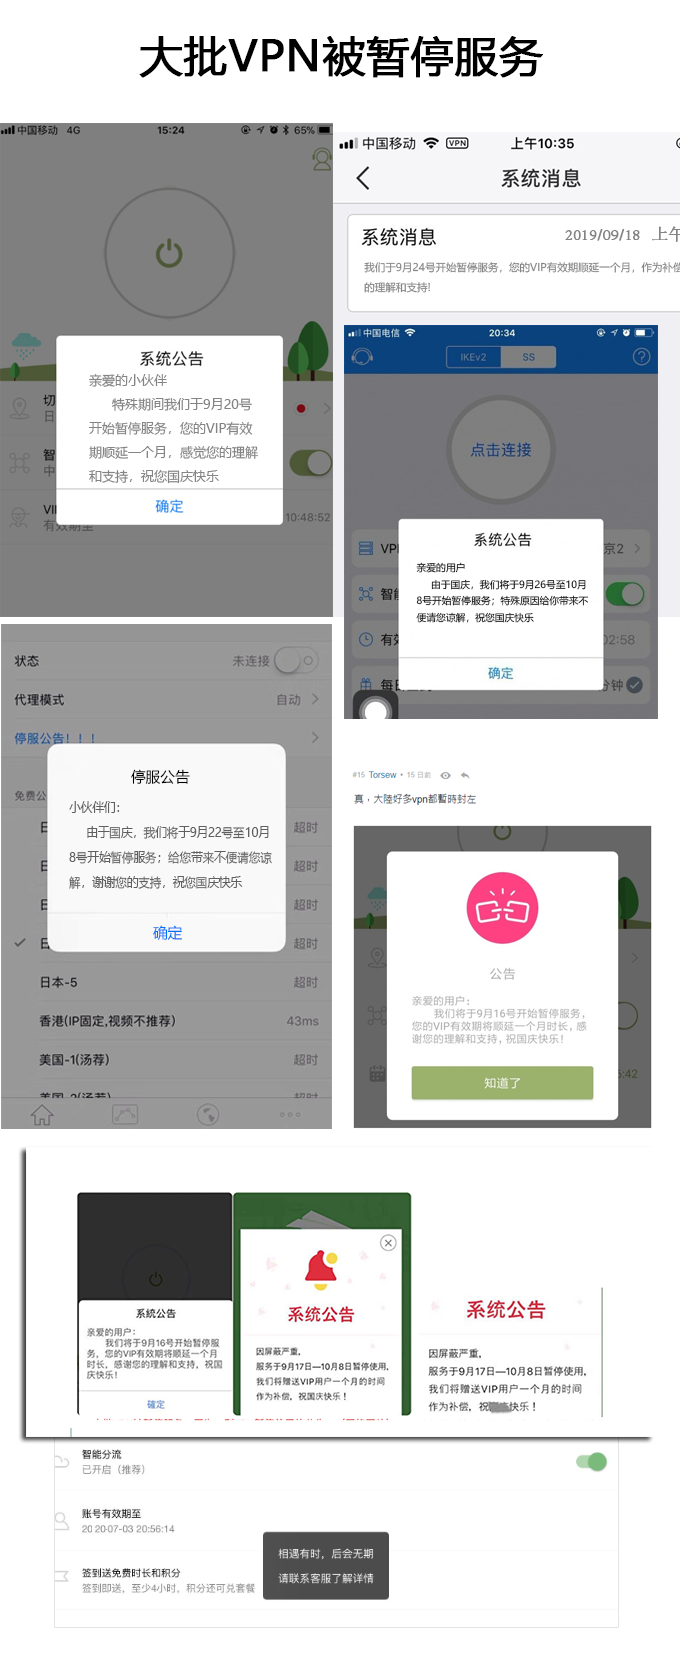 大批VPN被暂停服务
中国移动 4G 15:24 65%
系统公告
亲爱的小伙伴
特殊期间我们于9月20号
开始暂停服务，您的VIP有效
期顺延一个月，感觉您的理解
和支持，祝您国庆快乐
确定
切
日
智
中
VI
有效期至
10:48:52
中国移动 VPN 上午10:35
系统消息
系统消息 2019/09/18 上午
我们于9月24号开始暂停服务，您的VIP有效期顺延一个月，作为补偿
的理解和支持!
中国电信 20:34
IKEv2 SS
点击连接
系统公告
亲爱的用户
由于国庆，我们将于9月26号至10月
8号开始暂停服务；特殊原因给你带来不
便请您谅解，祝您国庆快乐
确定
VP
京2
智能
有效
02:58
每日
分钟
状态 未连接
代理模式 自动
停服公告！！！
停服公告
小伙伴们：
由于国庆，我们将于9月22号至10月
8号开始暂停服务；给您带来不便请您谅
解，谢谢您的支持，祝您国庆快乐
确定
免费公
日 超时
日 超时
日 超时
日 超时
日本-5 超时
香港(IP固定,视频不推荐) 43ms
美国-1(汤荐) 超时
美国-2(汤荐) 超时
#15 Torsew • 15 日前
真，大陸好多vpn都暫時封左
公告
亲爱的用户：
我们将于9月16号开始暂停服务，
您的VIP有效期将顺延一个月时长，感
谢您的理解和支持，祝国庆快乐！
知道了
5:42
系统公告
亲爱的用户：
我们将于9月16号开始暂停服
务，您的VIP有效期将顺延一个月
时长，感谢您的理解和支持，祝国
庆快乐！
確定
系统公告
因屏蔽严重，
服务于9月17日—10月8日暂停使用，
我们将赠送VIP用户一个月的时间
作为补偿，祝国庆快乐！
系统公告
因屏蔽严重，
服务于9月17日—10月8日暂停使用，
我们将赠送VIP用户一个月的时间
作为补偿，祝快乐！
智能分流
已开启（推荐）
账号有效期至
2020-07-03 20:56:14
签到送免费时长和积分
签到即送，至少4小时，积分还可兑套餐
相遇有时，后会无期
请联系客服了解详情